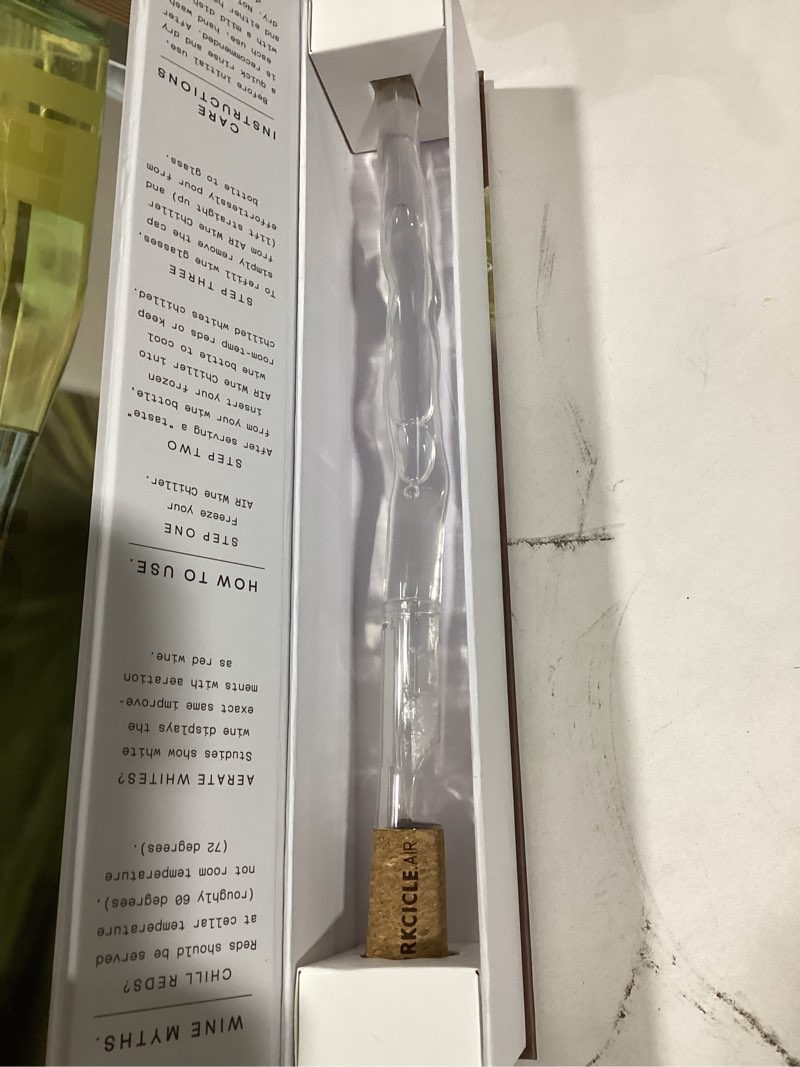 WINE MYTHS.
CHILL REDS?
Reds should be served
at cellar temperature
(roughly 60 degrees),
not room temperature
(72 degrees).
AERATE WHITES?
Studies show white
wine displays the
exact same improve-
ments with aeration
as red wine.
HOW TO USE.
STEP ONE
Freeze your
AIR Wine Chiller.
STEP TWO
After serving a "taste"
from your wine bottle,
insert your frozen
AIR Wine Chiller into
wine bottle to cool
room-temp reds or keep
chilled whites chilled.
STEP THREE
To refill wine glasses,
simply remove the cap
from AIR Wine Chiller
(lift straight up) and
effortlessly pour from
bottle to glass.
CARE
INSTRUCTIONS
Before initial use,
a quick rinse and dry
is recommended. After
each use, hand wash
with a mild dish
and either
dry. Not
RKCICLE.AIR